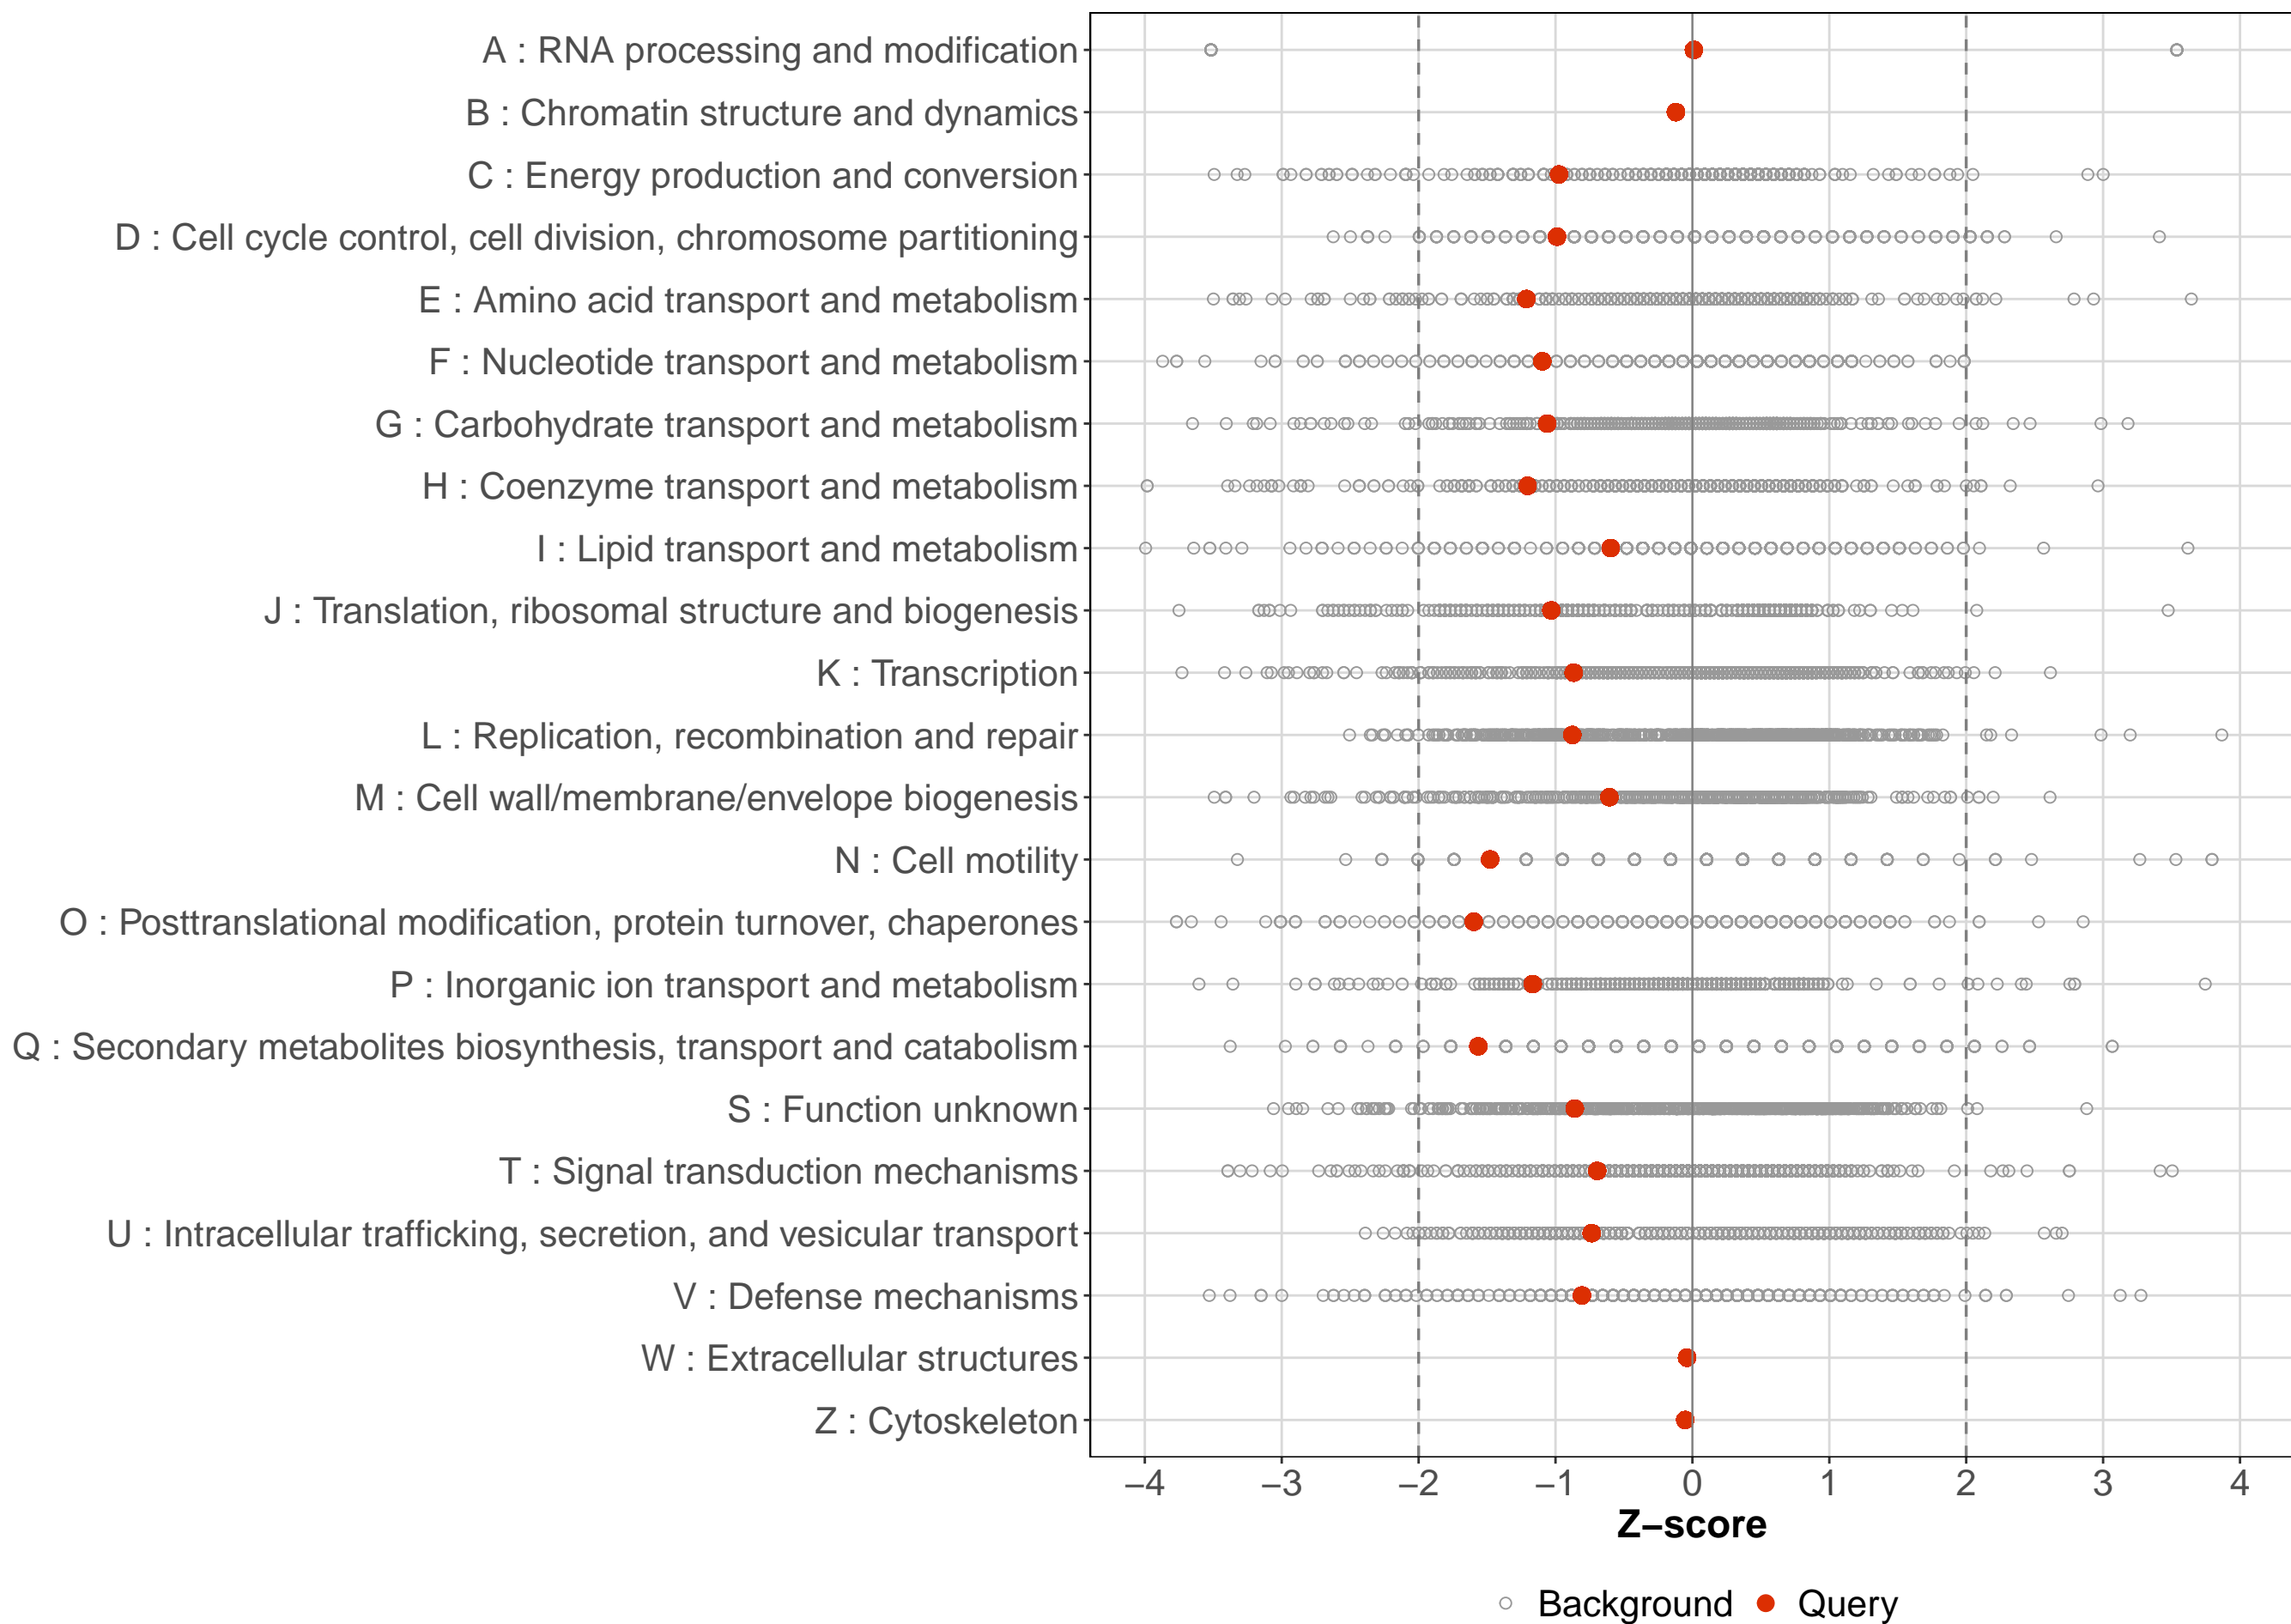 A : RNA processing and modification
B : Chromatin structure and dynamics
C : Energy production and conversion
D : Cell cycle control, cell division, chromosome partitioning
E : Amino acid transport and metabolism
F : Nucleotide transport and metabolism
G : Carbohydrate transport and metabolism
H : Coenzyme transport and metabolism
I : Lipid transport and metabolism
J : Translation, ribosomal structure and biogenesis
K : Transcription
L : Replication, recombination and repair
M : Cell wall/membrane/envelope biogenesis
N : Cell motility
O : Posttranslational modification, protein turnover, chaperones
P : Inorganic ion transport and metabolism
Q : Secondary metabolites biosynthesis, transport and catabolism
S : Function unknown
T : Signal transduction mechanisms
U : Intracellular trafficking, secretion, and vesicular transport
V : Defense mechanisms
W : Extracellular structures
Z : Cytoskeleton
−4 −3 −2 −1 0 1 2 3 4
Z−score
Background Query